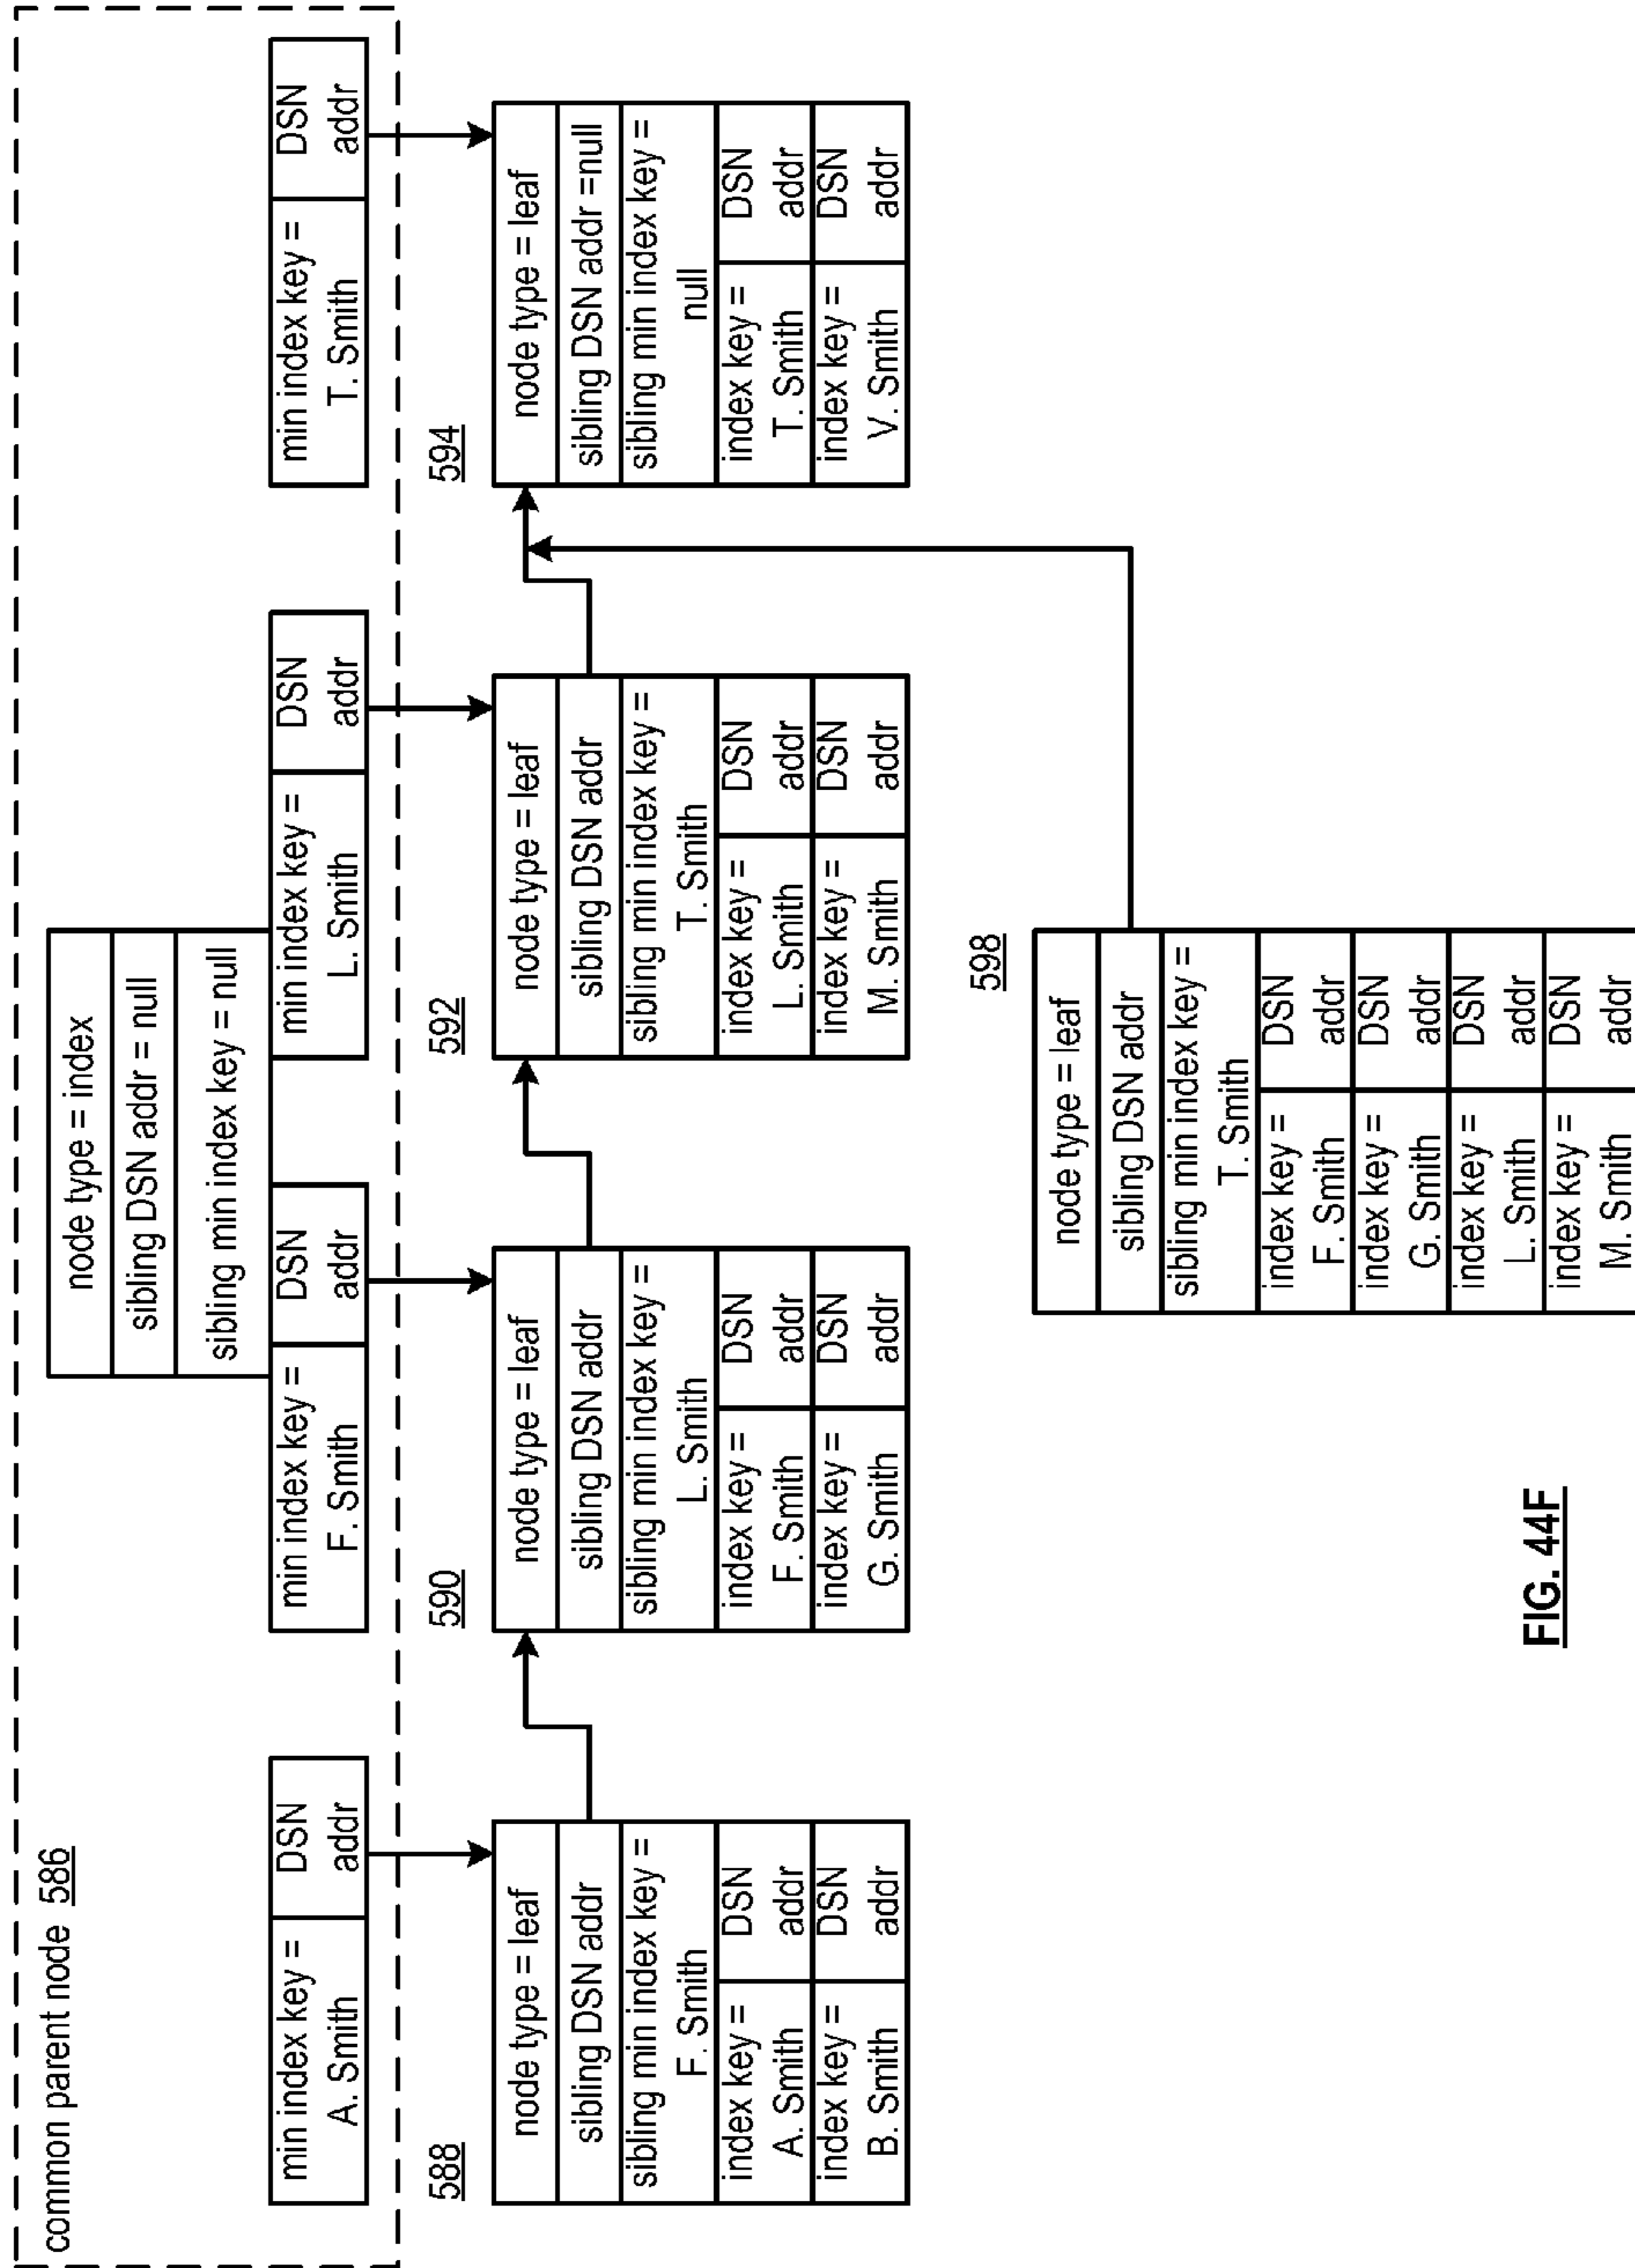 common parent node 586
node type = index
sibling DSN addr = null
sibling min index key = null
min index key =
A. Smith
DSN
addr
min index key =
F. Smith
DSN
addr
min index key =
L. Smith
DSN
addr
min index key =
T. Smith
DSN
addr
588
node type = leaf
sibling DSN addr
sibling min index key =
F. Smith
index key =
A. Smith
DSN
addr
index key =
B. Smith
DSN
addr
590
node type = leaf
sibling DSN addr
sibling min index key =
L. Smith
index key =
F. Smith
DSN
addr
index key =
G. Smith
DSN
addr
592
node type = leaf
sibling DSN addr
sibling min index key =
T. Smith
index key =
L. Smith
DSN
addr
index key =
M. Smith
DSN
addr
594
node type = leaf
sibling DSN addr =null
sibling min index key =
null
index key =
T. Smith
DSN
addr
index key =
V. Smith
DSN
addr
598
node type = leaf
sibling DSN addr
sibling min index key =
T. Smith
index key =
F. Smith
DSN
addr
index key =
G. Smith
DSN
addr
index key =
L. Smith
DSN
addr
index key =
M. Smith
DSN
addr
FIG. 44F